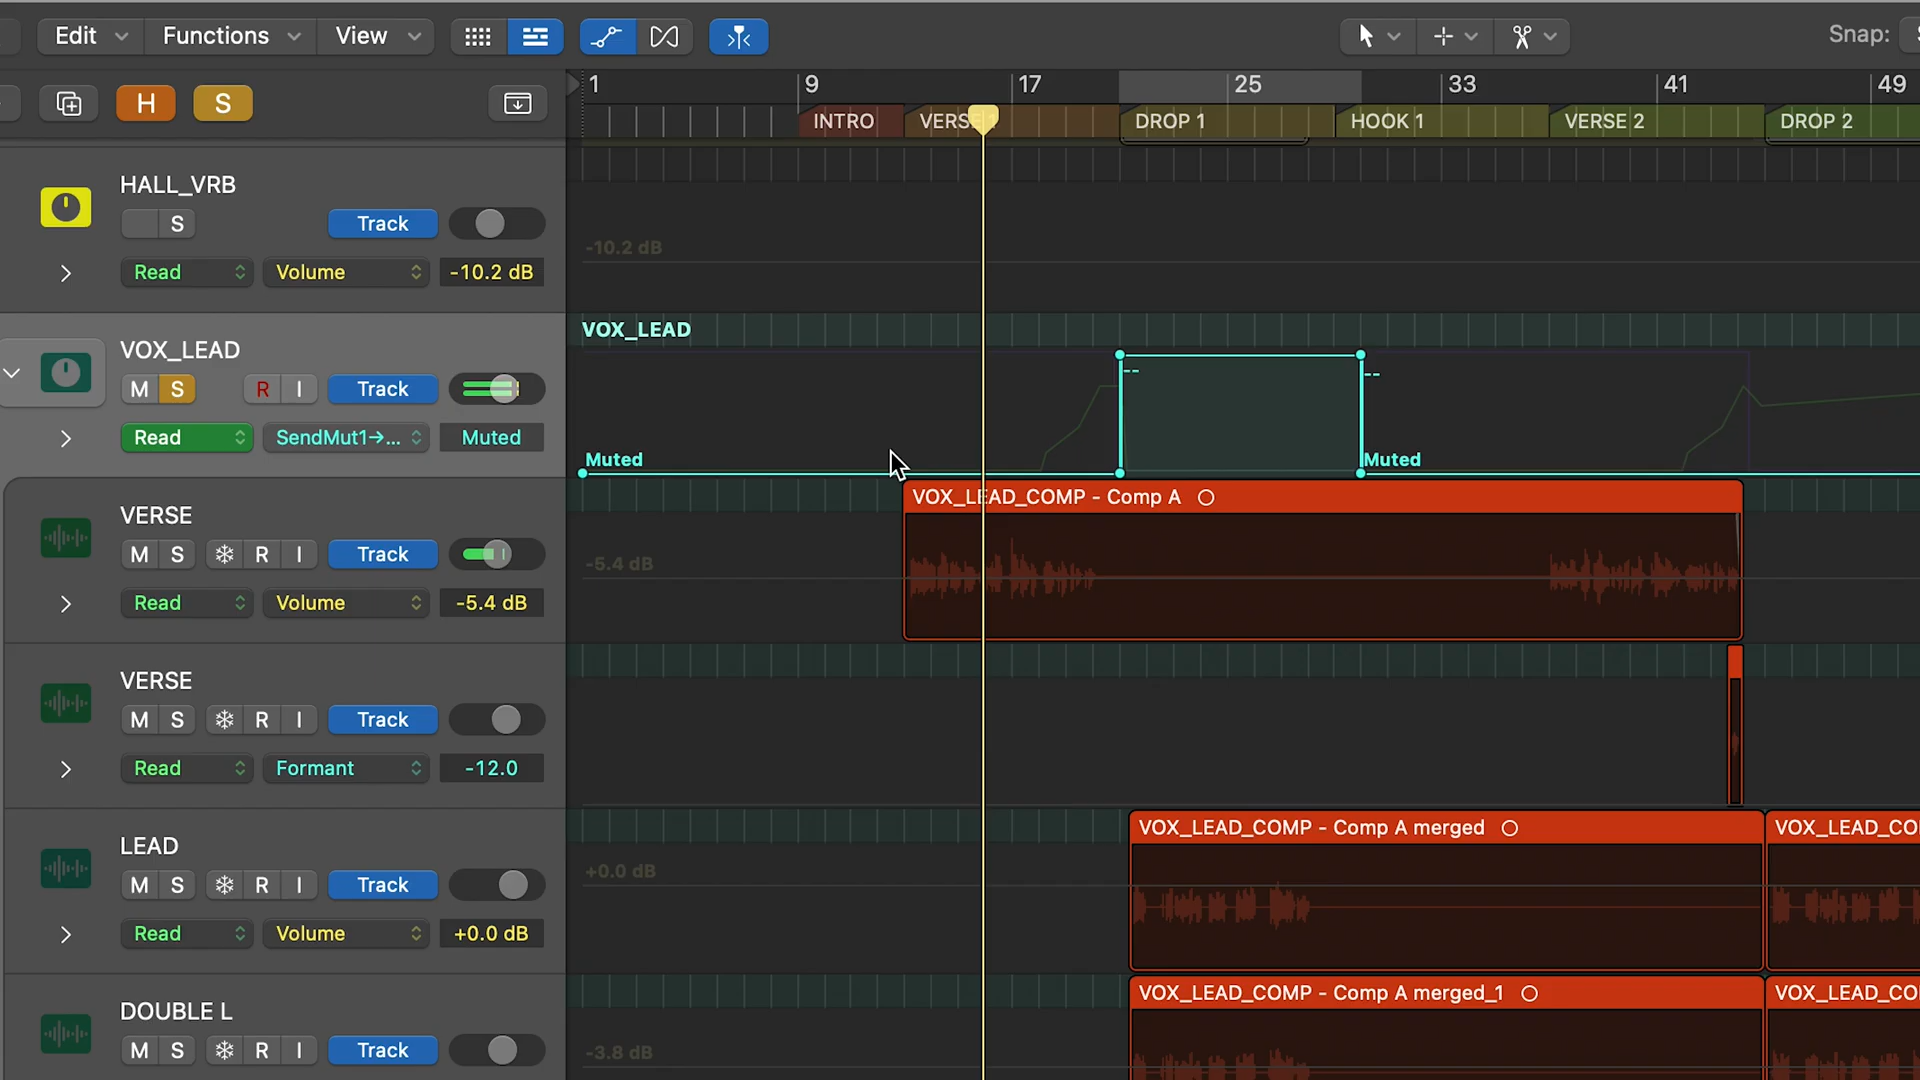 Edit Functions View Snap:
H S
1 9 17 25 33 41 49
INTRO VERSE 1 DROP 1 HOOK 1 VERSE 2 DROP 2
HALL_VRB
S Track
Read Volume -10.2 dB
-10.2 dB
VOX_LEAD
M S R I Track
Read SendMut1→... Muted
VOX_LEAD
--
--
Muted
Muted
VERSE
M S R I Track
Read Volume -5.4 dB
VOX_LEAD_COMP - Comp A
-5.4 dB
VERSE
M S R I Track
Read Formant -12.0
LEAD
M S R I Track
Read Volume +0.0 dB
VOX_LEAD_COMP - Comp A merged
VOX_LEAD_CO
+0.0 dB
DOUBLE L
M S R I Track
VOX_LEAD_COMP - Comp A merged_1
VOX_LEAD_CO
-3.8 dB